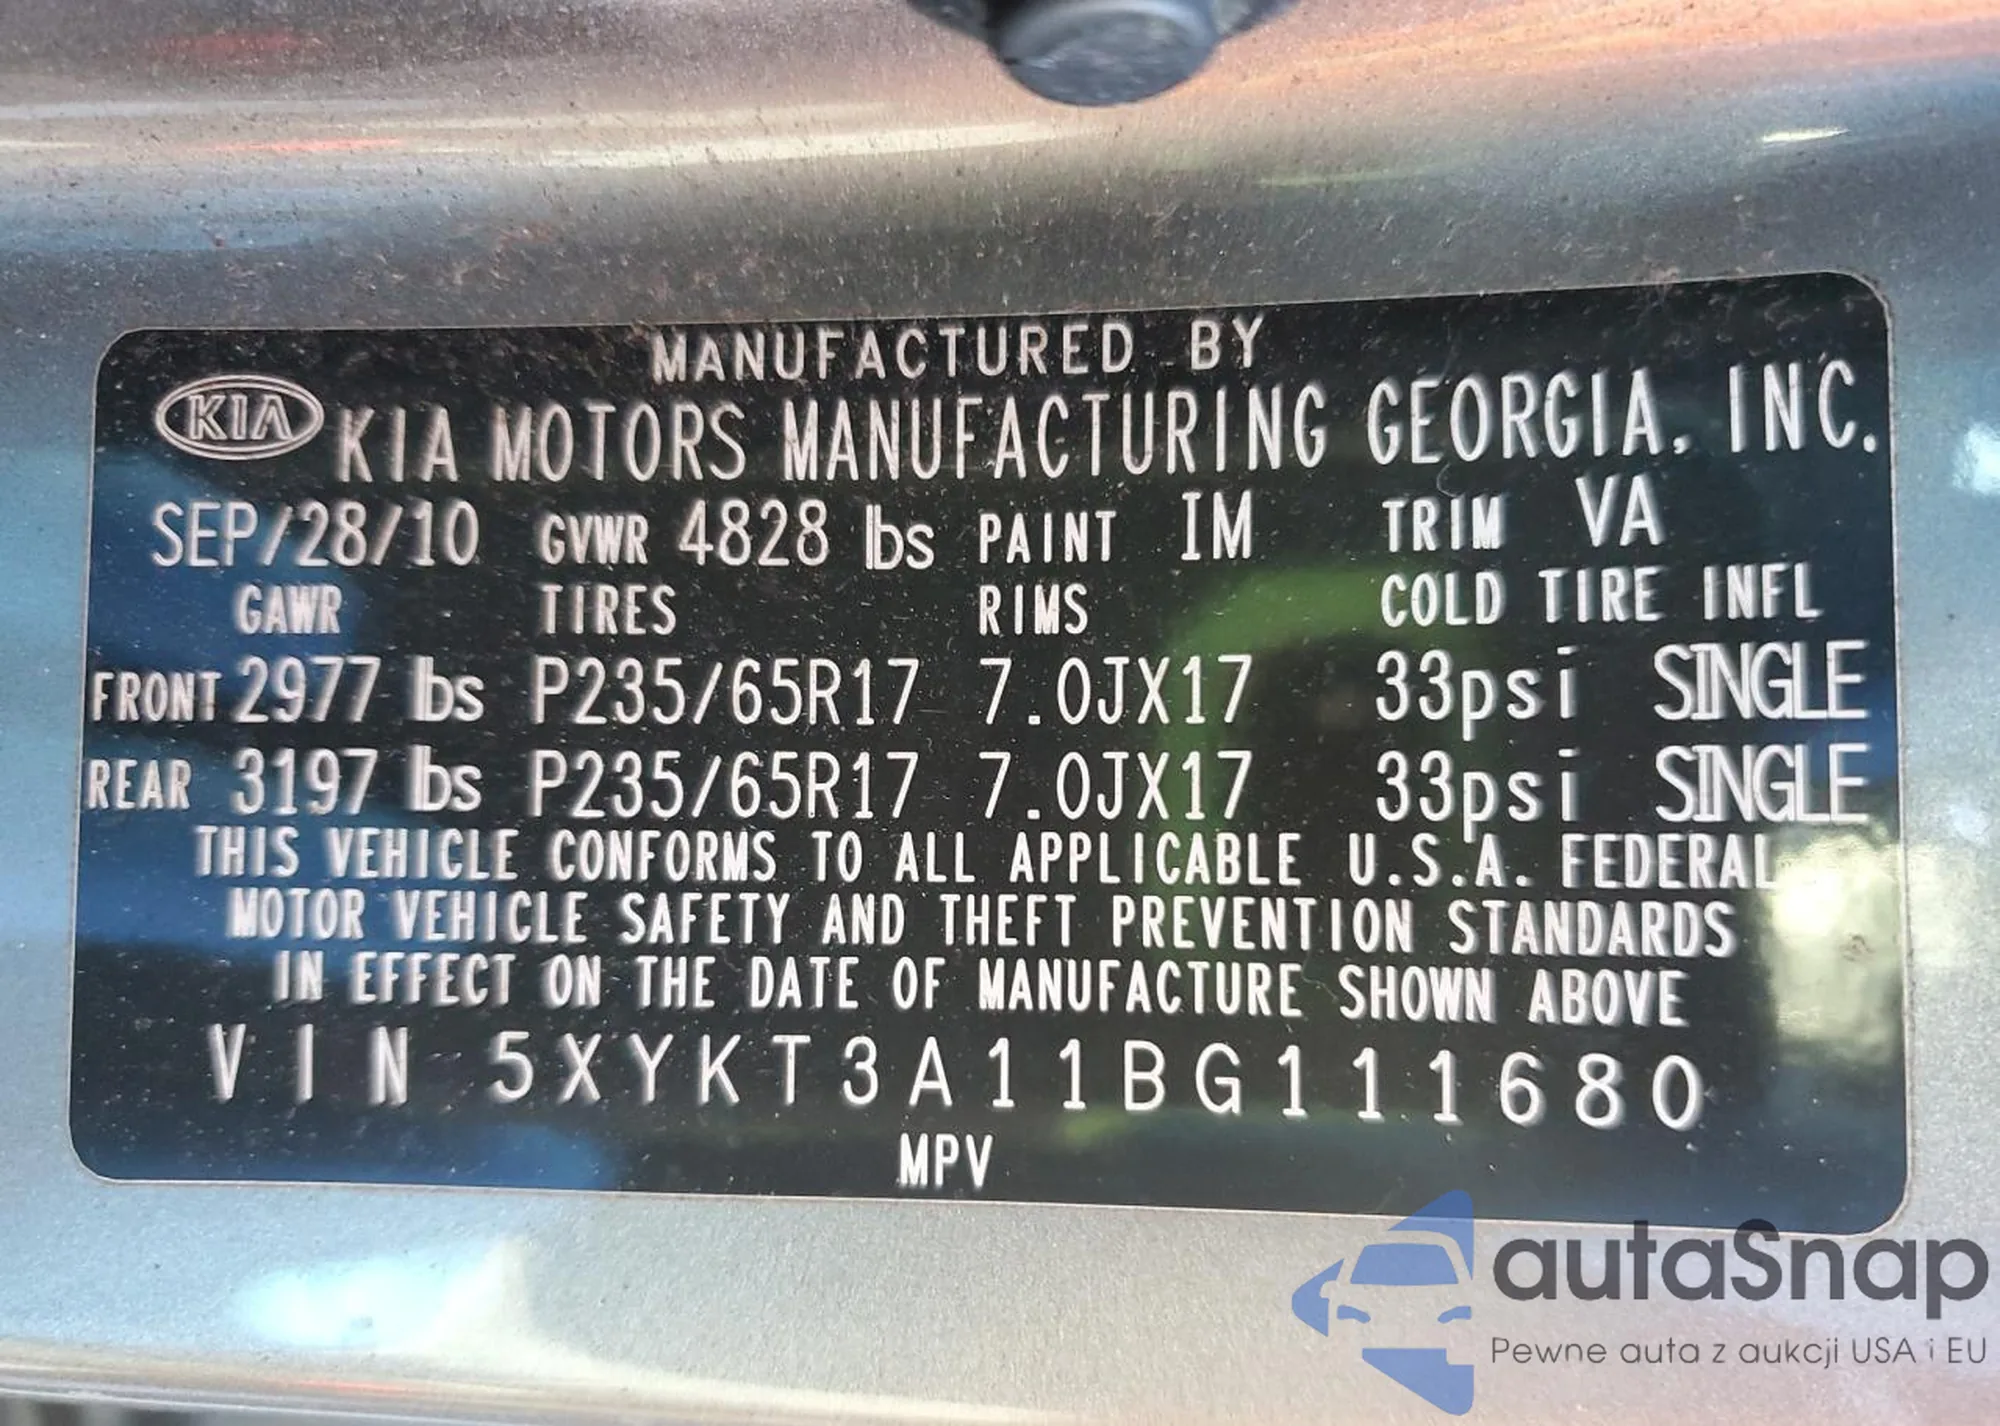 MANUFACTURED BY
KIA KIA MOTORS MANUFACTURING GEORGIA, INC.
SEP/28/10 GVWR 4828 lbs PAINT IM TRIM VA
GAWR TIRES RIMS COLD TIRE INFL
FRONT 2977 lbs P235/65R17 7.0JX17 33psi SINGLE
REAR 3197 lbs P235/65R17 7.0JX17 33psi SINGLE
THIS VEHICLE CONFORMS TO ALL APPLICABLE U.S.A. FEDERAL
MOTOR VEHICLE SAFETY AND THEFT PREVENTION STANDARDS
IN EFFECT ON THE DATE OF MANUFACTURE SHOWN ABOVE
VIN 5XYKT3A11BG111680
MPV
autaSnap
Pewne auta z aukcji USA i EU